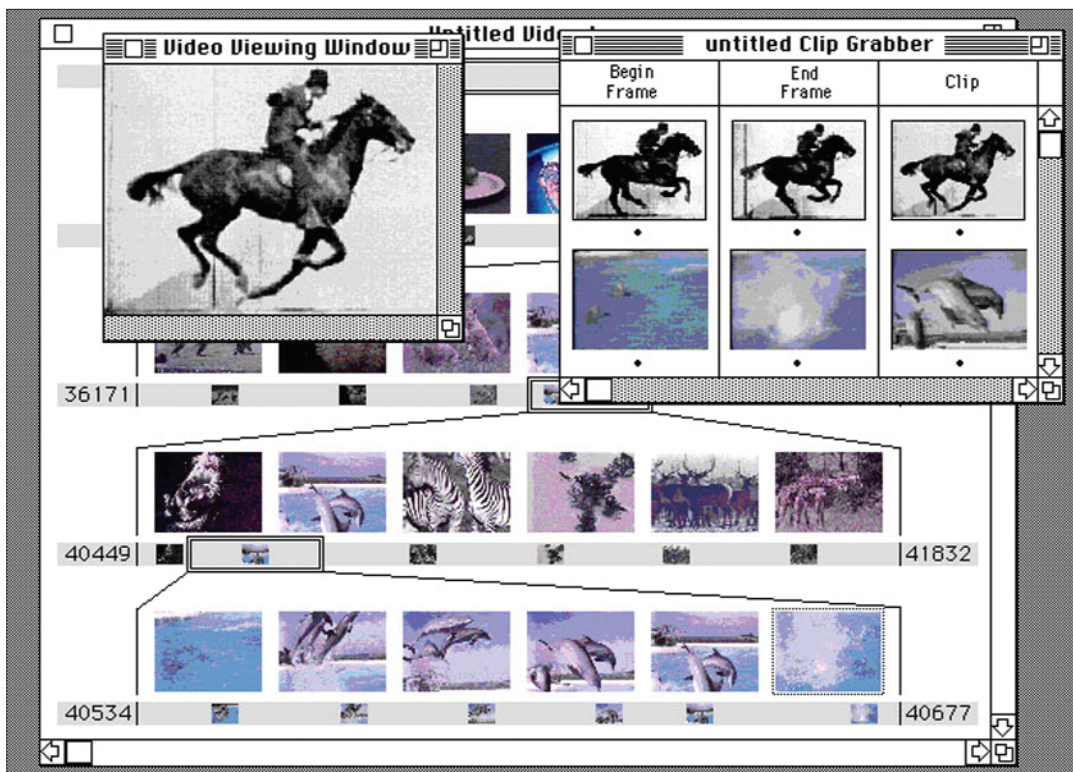 Untitled Vide
Video Viewing Window
untitled Clip Grabber
Begin
Frame
End
Frame
Clip
36171
40449
41832
40534
40677